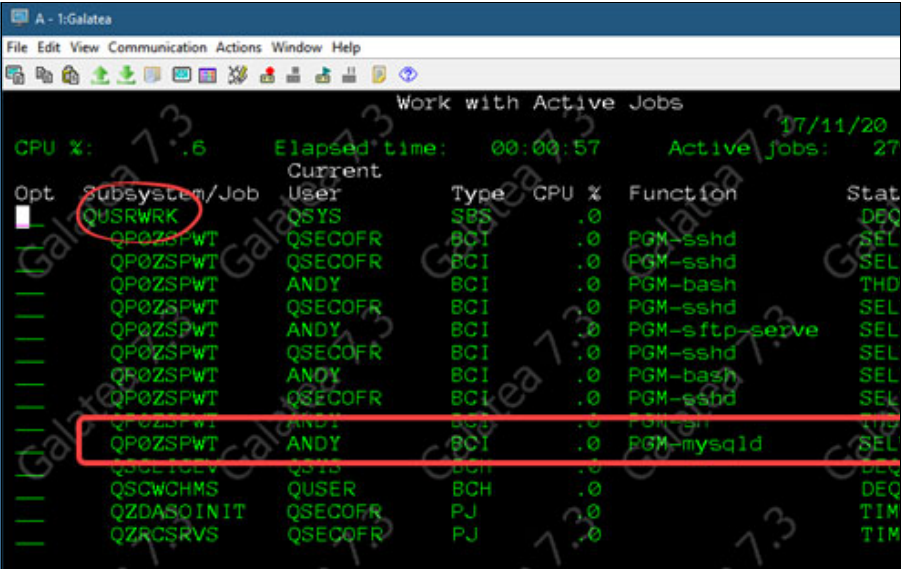 A - 1:Galatea
File Edit View Communication Actions Window Help
Work with Active Jobs
17/11/20
CPU %: .6 Elapsed time: 00:00:57 Active jobs: 27
Current
Opt Subsystem/Job User Type CPU % Function Stat
QUSRWRK QSYS SBS .0 DEQ
QP0ZSPWT QSECOFR BCI .0 PGM-sshd SEL
QP0ZSPWT QSECOFR BCI .0 PGM-sshd SEL
QP0ZSPWT ANDY BCI .0 PGM-bash THD
QP0ZSPWT QSECOFR BCI .0 PGM-sshd SEL
QP0ZSPWT ANDY BCI .0 PGM-sftp-serve SEL
QP0ZSPWT QSECOFR BCI .0 PGM-sshd SEL
QP0ZSPWT ANDY BCI .0 PGM-bash SEL
QP0ZSPWT QSECOFR BCI .0 PGM-sshd SEL
QP0ZSPWT ANDY BCI .0 PGM-sh THD
QP0ZSPWT ANDY BCI .0 PGM-mysqld SEL
QSYS BCH .0 DEQ
QSCWCHMS QUSER BCH .0 DEQ
QZDASOINIT QSECOFR PJ .0 TIM
QZRCSRVS QSECOFR PJ .0 TIM
Galatea 7.3